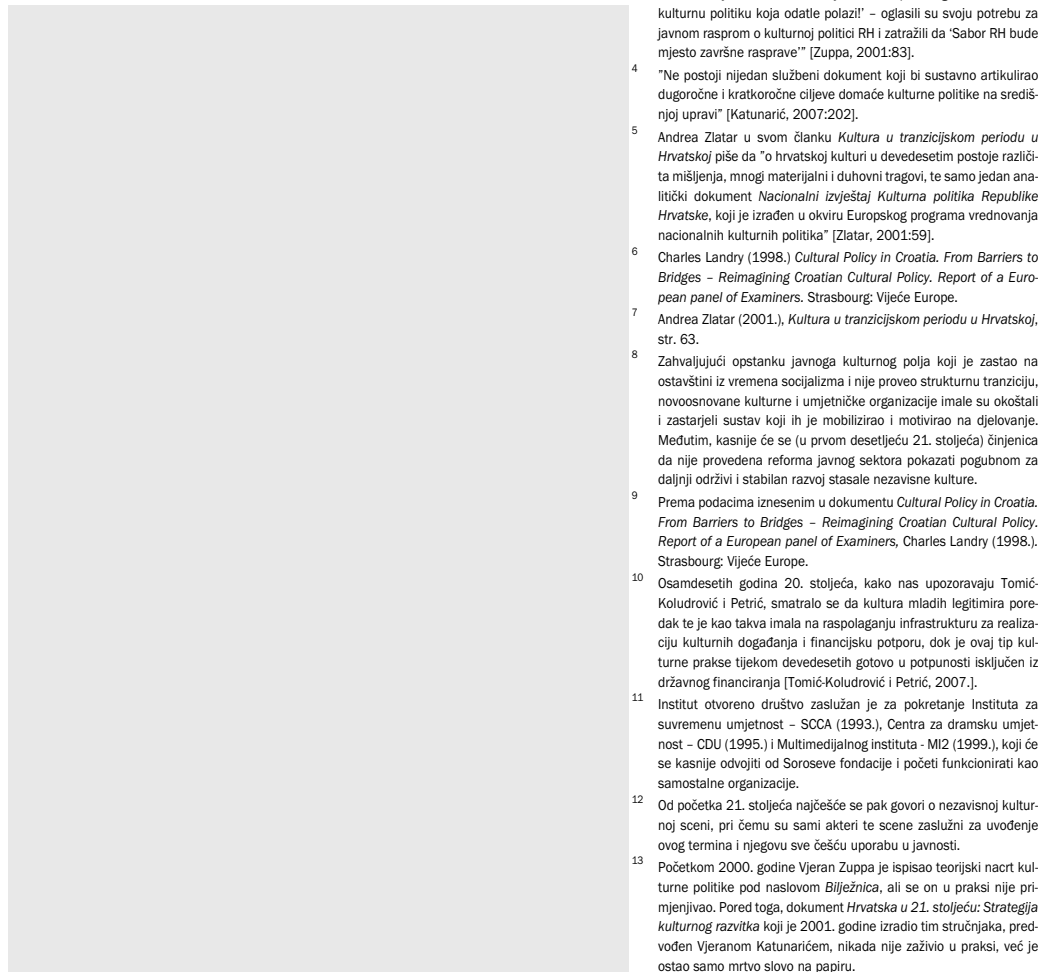 kulturnu politiku koja odatle polazi!’ – oglasili su svoju potrebu za
javnom rasprom o kulturnoj politici RH i zatražili da ‘Sabor RH bude
mjesto završne rasprave’” [Zuppa, 2001:83].
4 ”Ne postoji nijedan službeni dokument koji bi sustavno artikulirao
dugoročne i kratkoročne ciljeve domaće kulturne politike na središ-
njoj upravi” [Katunarić, 2007:202].
5 Andrea Zlatar u svom članku Kultura u tranzicijskom periodu u
Hrvatskoj piše da ”o hrvatskoj kulturi u devedesetim postoje različi-
ta mišljenja, mnogi materijalni i duhovni tragovi, te samo jedan ana-
litički dokument Nacionalni izvještaj Kulturna politika Republike
Hrvatske, koji je izrađen u okviru Europskog programa vrednovanja
nacionalnih kulturnih politika” [Zlatar, 2001:59].
6 Charles Landry (1998.) Cultural Policy in Croatia. From Barriers to
Bridges – Reimagining Croatian Cultural Policy. Report of a Euro-
pean panel of Examiners. Strasbourg: Vijeće Europe.
7 Andrea Zlatar (2001.), Kultura u tranzicijskom periodu u Hrvatskoj,
str. 63.
8 Zahvaljujući opstanku javnoga kulturnog polja koji je zastao na
ostavštini iz vremena socijalizma i nije proveo strukturnu tranziciju,
novoosnovane kulturne i umjetničke organizacije imale su okoštali
i zastarjeli sustav koji ih je mobilizirao i motivirao na djelovanje.
Međutim, kasnije će se (u prvom desetljeću 21. stoljeća) činjenica
da nije provedena reforma javnog sektora pokazati pogubnom za
daljnji održivi i stabilan razvoj stasale nezavisne kulture.
9 Prema podacima iznesenim u dokumentu Cultural Policy in Croatia.
From Barriers to Bridges – Reimagining Croatian Cultural Policy.
Report of a European panel of Examiners, Charles Landry (1998.).
Strasbourg: Vijeće Europe.
10 Osamdesetih godina 20. stoljeća, kako nas upozoravaju Tomić-
Koludrović i Petrić, smatralo se da kultura mladih legitimira pore-
dak te je kao takva imala na raspolaganju infrastrukturu za realiza-
ciju kulturnih događanja i financijsku potporu, dok je ovaj tip kul-
turne prakse tijekom devedesetih gotovo u potpunosti isključen iz
državnog financiranja [Tomić-Koludrović i Petrić, 2007.].
11 Institut otvoreno društvo zaslužan je za pokretanje Instituta za
suvremenu umjetnost – SCCA (1993.), Centra za dramsku umjet-
nost – CDU (1995.) i Multimedijalnog instituta - MI2 (1999.), koji će
se kasnije odvojiti od Soroseve fondacije i početi funkcionirati kao
samostalne organizacije.
12 Od početka 21. stoljeća najčešće se pak govori o nezavisnoj kultur-
noj sceni, pri čemu su sami akteri te scene zaslužni za uvođenje
ovog termina i njegovu sve češću uporabu u javnosti.
13 Početkom 2000. godine Vjeran Zuppa je ispisao teorijski nacrt kul-
turne politike pod naslovom Bilježnica, ali se on u praksi nije pri-
mjenjivao. Pored toga, dokument Hrvatska u 21. stoljeću: Strategija
kulturnog razvitka koji je 2001. godine izradio tim stručnjaka, pred-
vođen Vjeranom Katunarićem, nikada nije zaživio u praksi, već je
ostao samo mrtvo slovo na papiru.